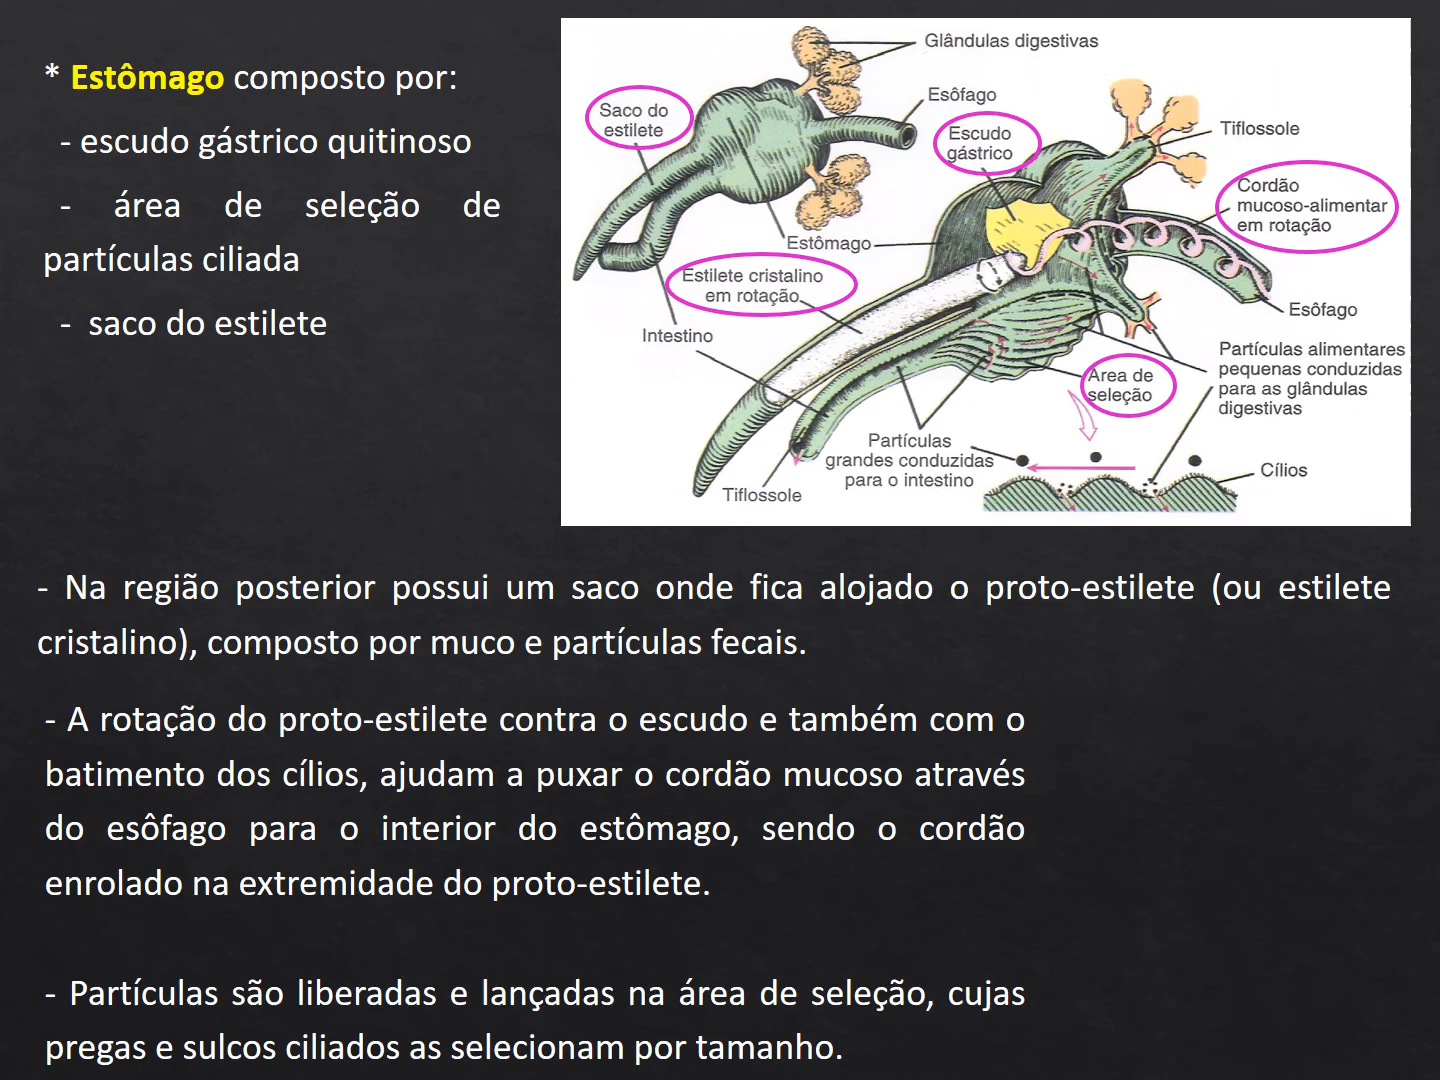 * Estômago composto por:
- escudo gástrico quitinoso
- área de seleção de
partículas ciliada
- saco do estilete
Glândulas digestivas
Esôfago
Saco do
estilete
Escudo
gástrico
Tiflossole
Cordão
mucoso-alimentar
em rotação
Estômago
Estilete cristalino
em rotação
Esôfago
Intestino
Partículas alimentares
pequenas conduzidas
para as glândulas
digestivas
Area de
seleção
Partículas
grandes conduzidas
para o intestino
Cílios
Tiflossole
- Na região posterior possui um saco onde fica alojado o proto-estilete (ou estilete
cristalino), composto por muco e partículas fecais.
- A rotação do proto-estilete contra o escudo e também com o
batimento dos cílios, ajudam a puxar o cordão mucoso através
do esôfago para o interior do estômago, sendo o cordão
enrolado na extremidade do proto-estilete.
- Partículas são liberadas e lançadas na área de seleção, cujas
pregas e sulcos ciliados as selecionam por tamanho.